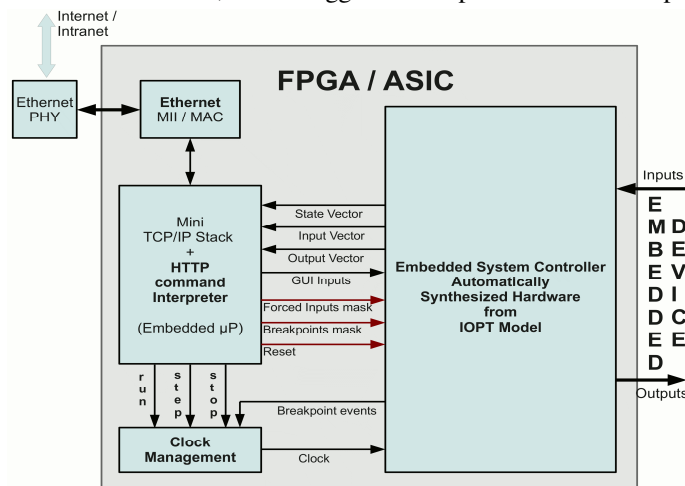 Internet /
Intranet
FPGA / ASIC
Ethernet
PHY
Ethernet
MII / MAC
Mini
TCP/IP Stack
+
HTTP
command
Interpreter
(Embedded µP)
State Vector
Input Vector
Output Vector
GUI Inputs
Forced Inputs mask
Breakpoints mask
Reset
Embedded System Controller
Automatically
Synthesized Hardware
from
IOPT Model
Inputs
EMBEDDED
DEVICE
Outputs
run
step
stop
Breakpoint events
Clock
Management
Clock